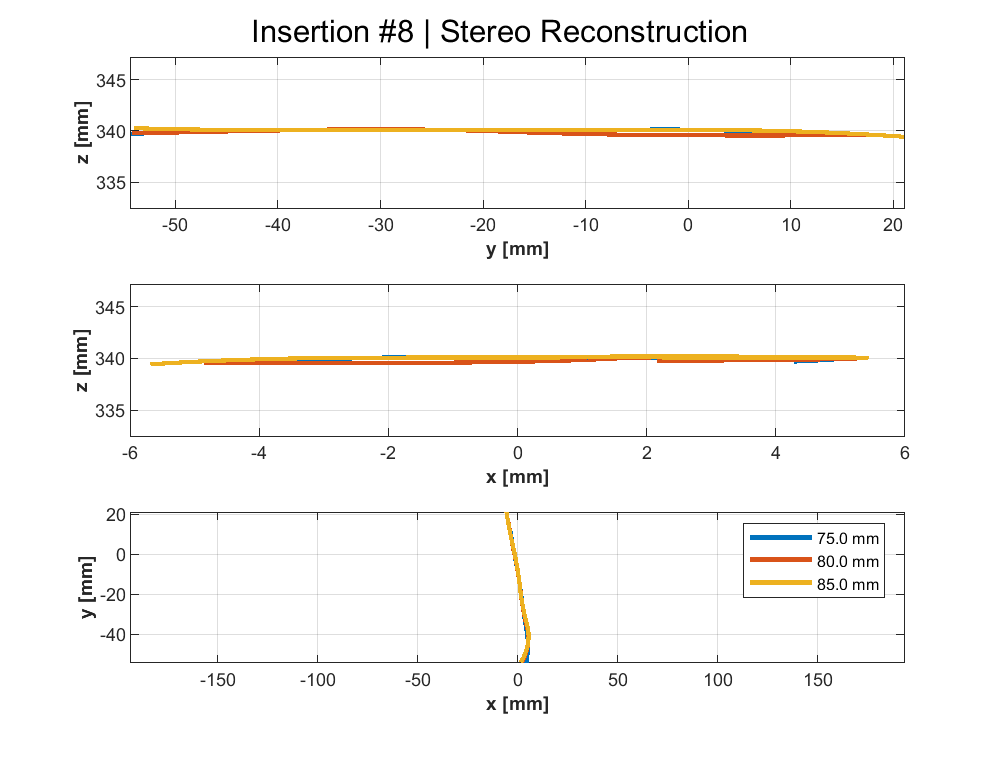 Insertion #8 | Stereo Reconstruction
345
340
335
z [mm]
-50 -40 -30 -20 -10 0 10 20
y [mm]
345
340
335
z [mm]
-6 -4 -2 0 2 4 6
x [mm]
20
0
-20
-40
y [mm]
75.0 mm
80.0 mm
85.0 mm
-150 -100 -50 0 50 100 150
x [mm]